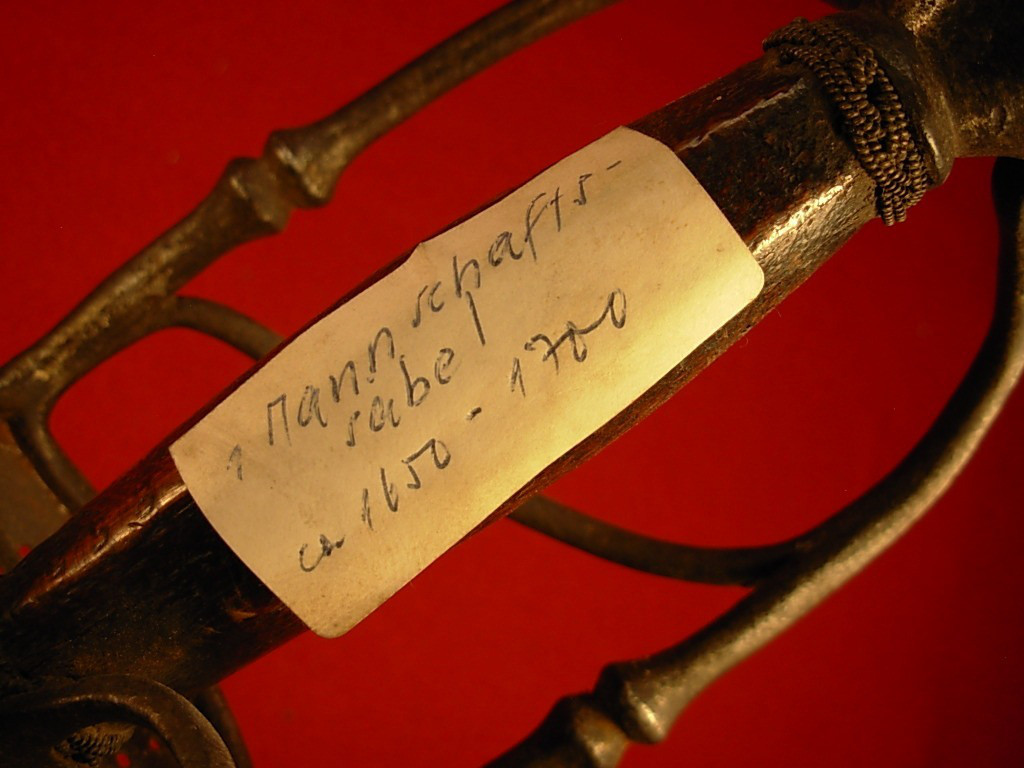 1 Mannschafts-
säbel
ca 1650 - 1700